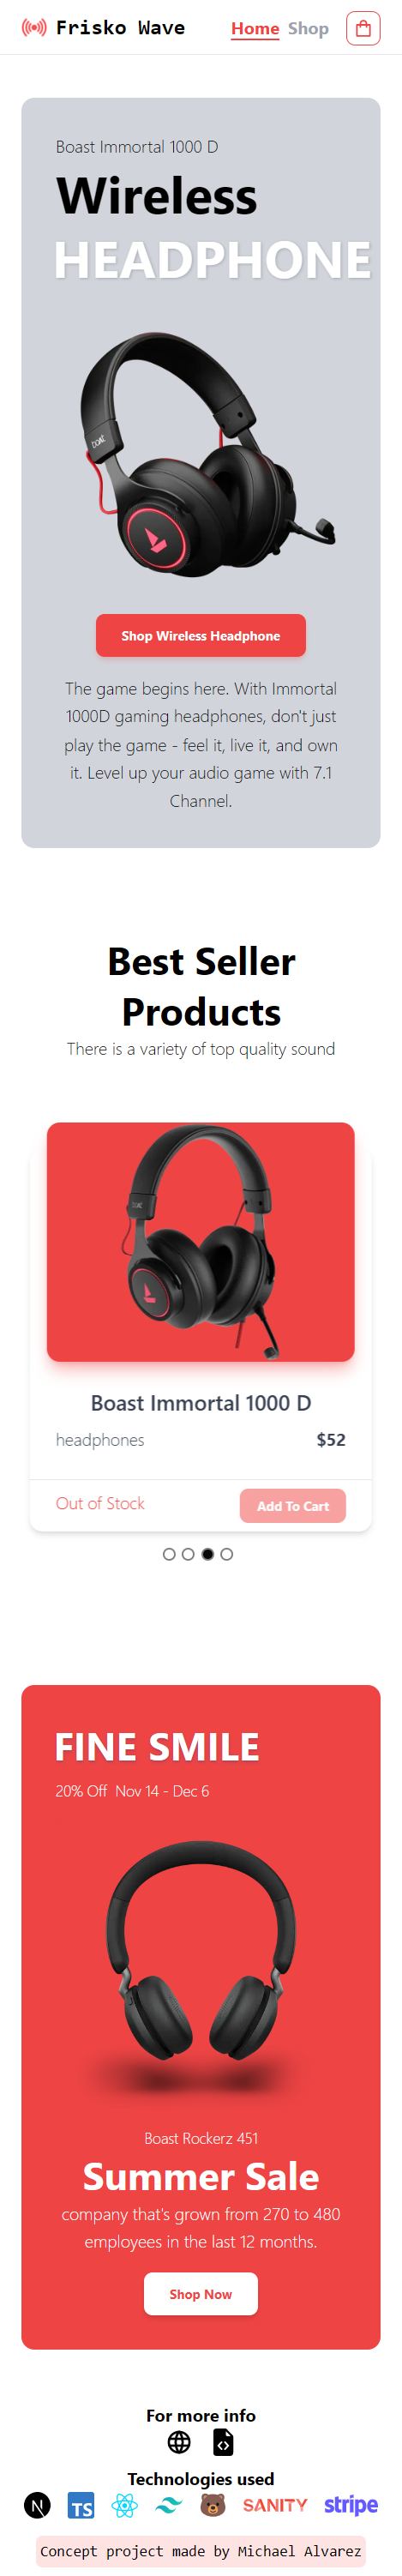 Frisko Wave
Home Shop
Boast Immortal 1000 D
Wireless
HEADPHONE
boAt
Shop Wireless Headphone
The game begins here. With Immortal
1000D gaming headphones, don't just
play the game - feel it, live it, and own
it. Level up your audio game with 7.1
Channel.
Best Seller
Products
There is a variety of top quality sound
Boast Immortal 1000 D
headphones $52
Out of Stock Add To Cart
FINE SMILE
20% Off Nov 14 - Dec 6
Boast Rockerz 451
Summer Sale
company that's grown from 270 to 480
employees in the last 12 months.
Shop Now
For more info
Technologies used
N TS SANITY stripe
Concept project made by Michael Alvarez